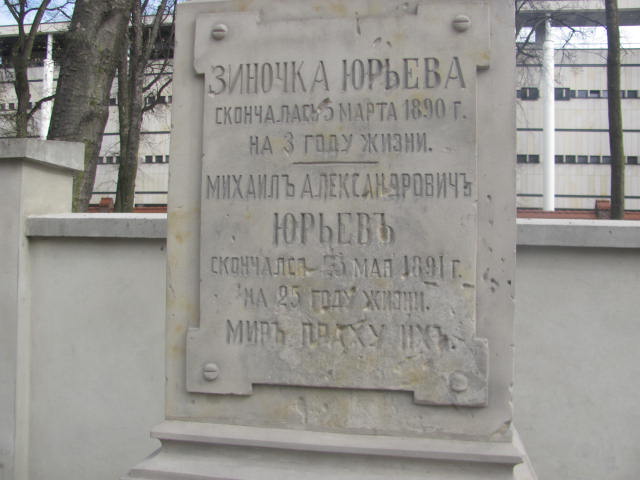 ЗИНОЧКА ЮРЬЕВА
СКОНЧАЛАСЬ 5 МАРТА 1890 Г.
НА 3 ГОДУ ЖИЗНИ.
МИХАИЛЪ АЛЕКСАНДРОВИЧЪ
ЮРЬЕВЪ
СКОНЧАЛСЯ МАЯ 1891 Г.
НА 25 ГОДУ ЖИЗНИ.
МИРЪ ПРАХУ ИХЪ.